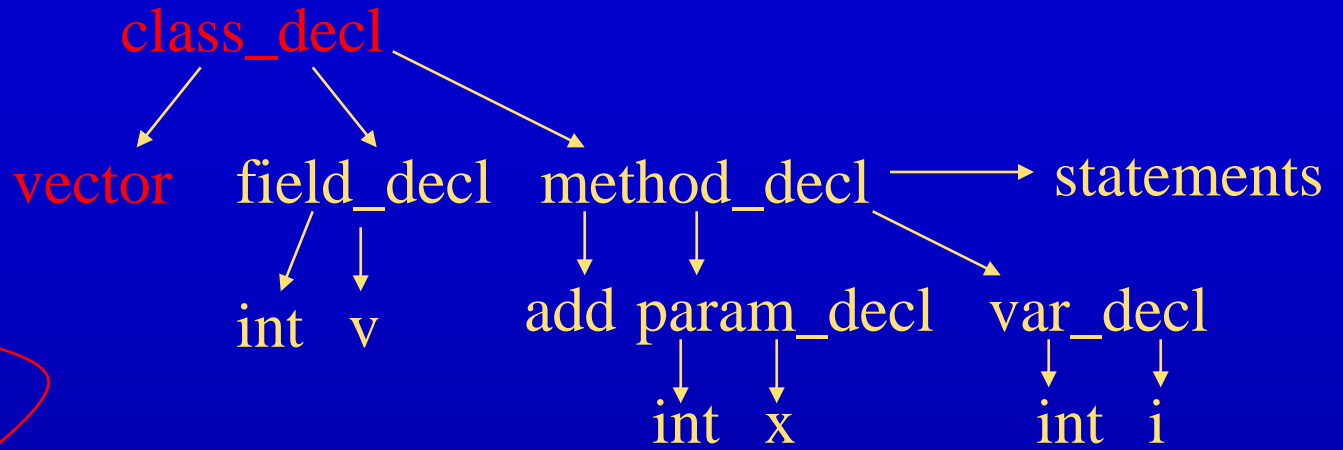 class_decl
vector field_decl method_decl statements
int v add param_decl var_decl
int x int i